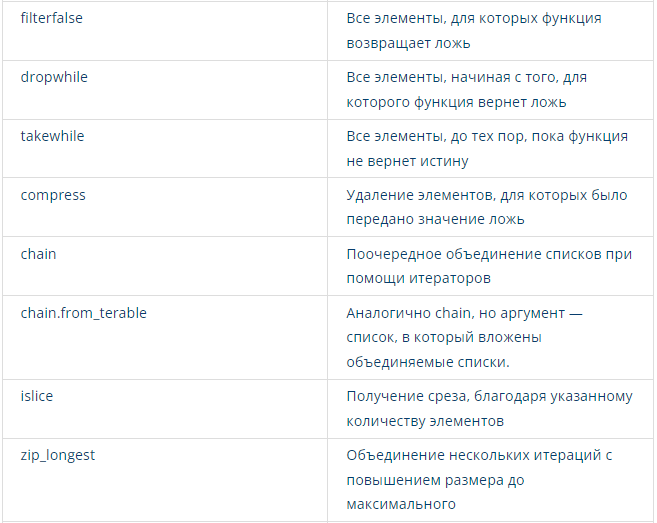 filterfalse
Все элементы, для которых функция
возвращает ложь
dropwhile
Все элементы, начиная с того, для
которого функция вернет ложь
takewhile
Все элементы, до тех пор, пока функция
не вернет истину
compress
Удаление элементов, для которых было
передано значение ложь
chain
Поочередное объединение списков при
помощи итераторов
chain.from_terable
Аналогично chain, но аргумент —
список, в который вложены
объединяемые списки.
islice
Получение среза, благодаря указанному
количеству элементов
zip_longest
Объединение нескольких итераций с
повышением размера до
максимального